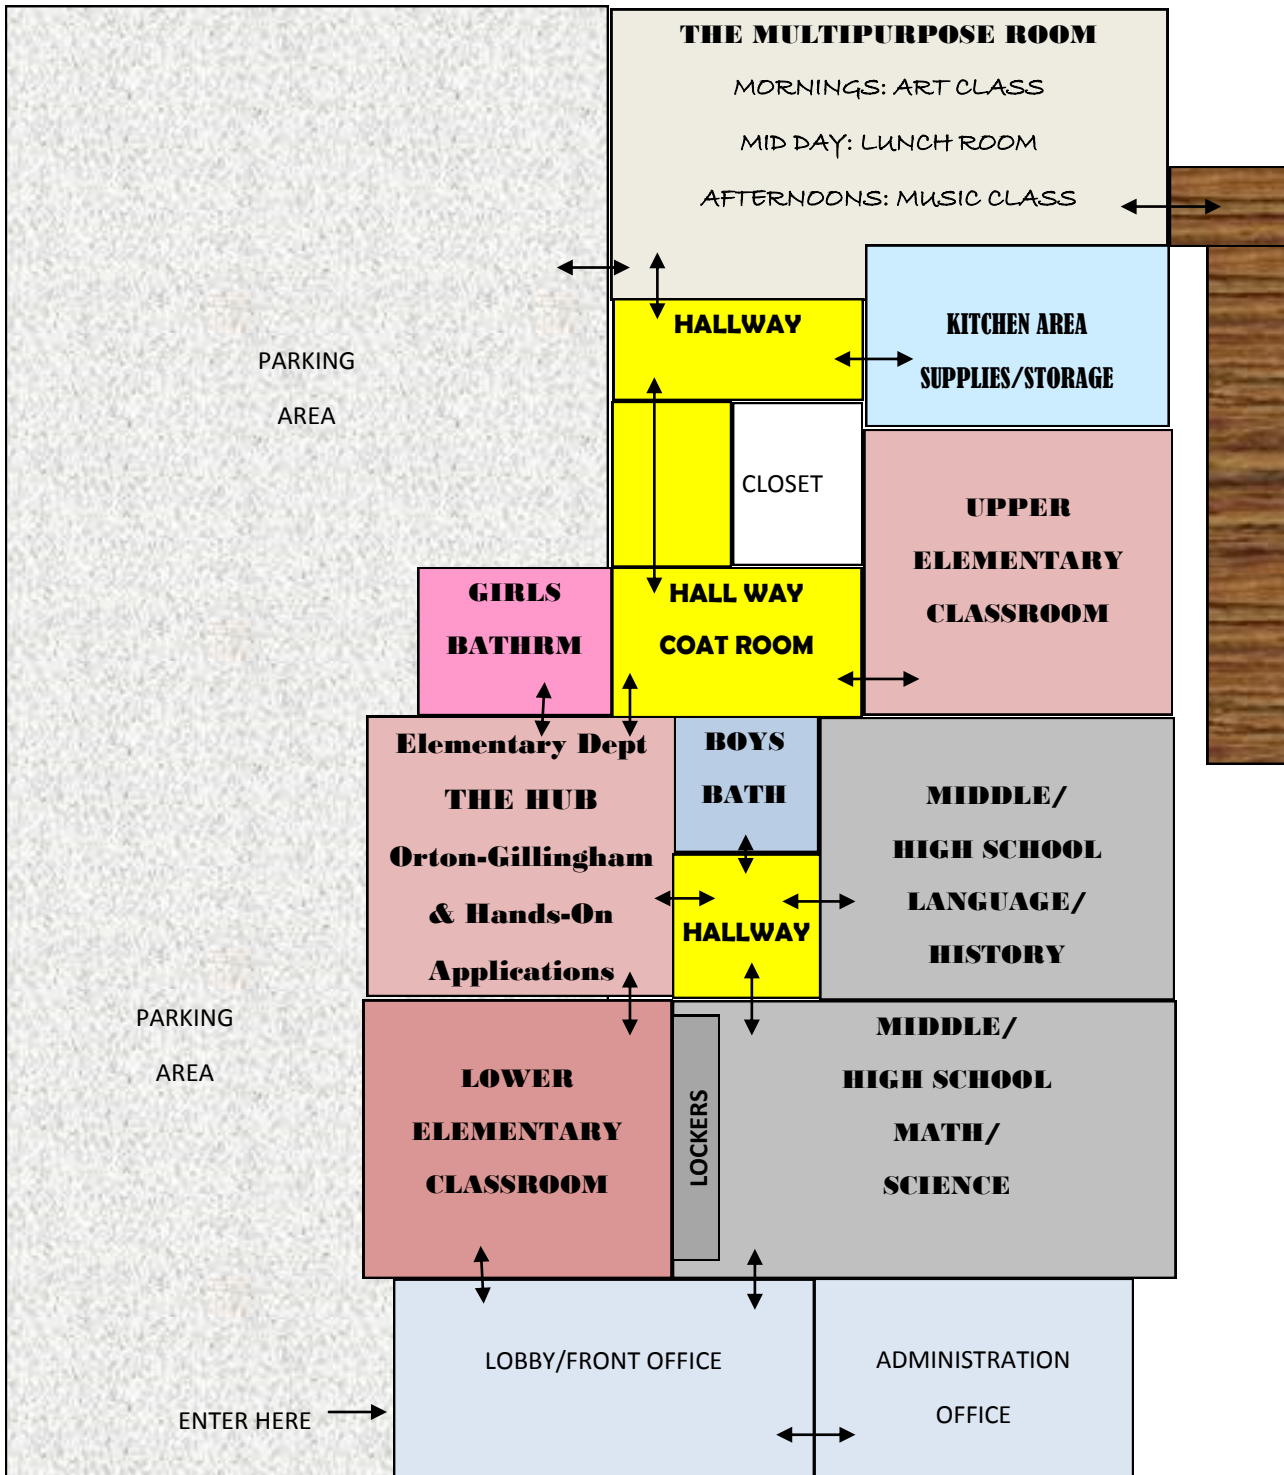 THE MULTIPURPOSE ROOM
MORNINGS: ART CLASS
MID DAY: LUNCH ROOM
AFTERNOONS: MUSIC CLASS
HALLWAY
KITCHEN AREA
SUPPLIES/STORAGE
PARKING
AREA
CLOSET
UPPER
ELEMENTARY
CLASSROOM
GIRLS
BATHRM
HALL WAY
COAT ROOM
Elementary Dept
THE HUB
Orton-Gillingham
& Hands-On
Applications
BOYS
BATH
HALLWAY
MIDDLE/
HIGH SCHOOL
LANGUAGE/
HISTORY
PARKING
AREA
LOWER
ELEMENTARY
CLASSROOM
LOCKERS
MIDDLE/
HIGH SCHOOL
MATH/
SCIENCE
LOBBY/FRONT OFFICE
ADMINISTRATION
OFFICE
ENTER HERE